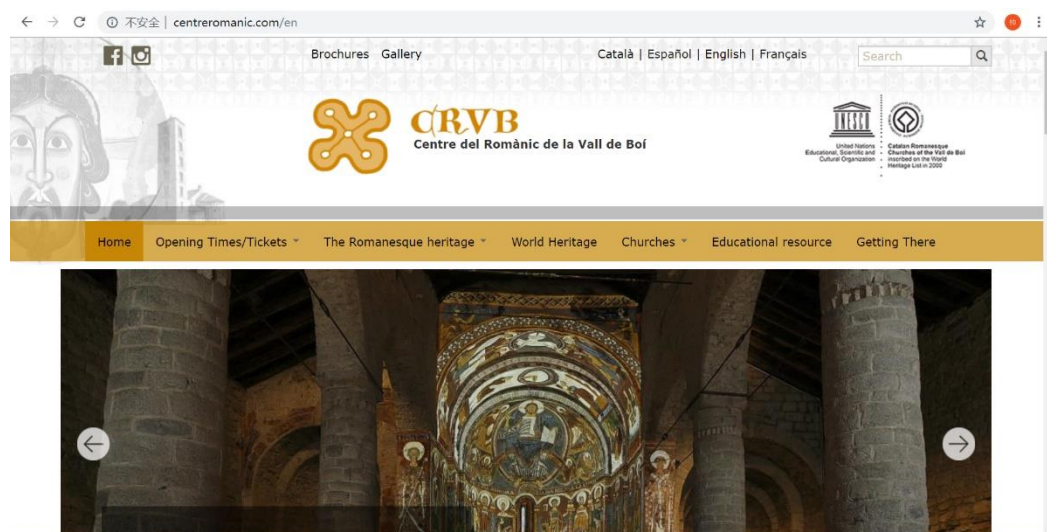 不安全 | centreromanic.com/en
Brochures Gallery
Català | Español | English | Français
Search
CRVB
Centre del Romànic de la Vall de Boí
UNESCO
United Nations
Educational, Scientific and
Cultural Organization
Catalan Romanesque
Churches of the Vall de Boí
inscribed on the World
Heritage List in 2000
Home Opening Times/Tickets The Romanesque heritage World Heritage Churches Educational resource Getting There